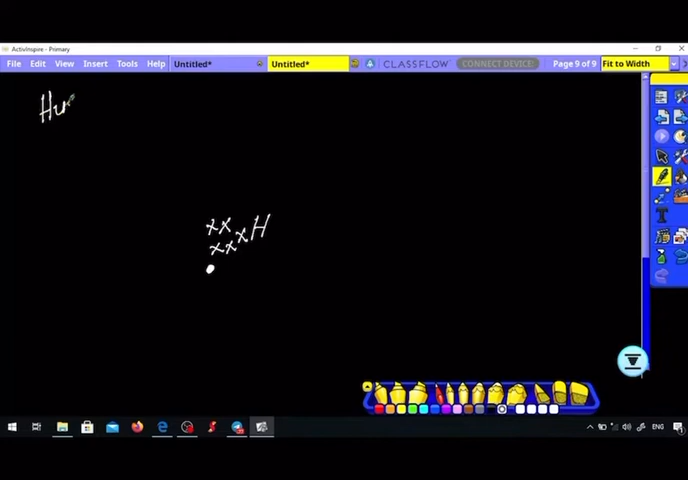 ActivInspire - Primary
File Edit View Insert Tools Help Untitled* Untitled* CLASSFLOW CONNECT DEVICE Page 9 of 9 Fit to Width
xx
xxxH
ENG